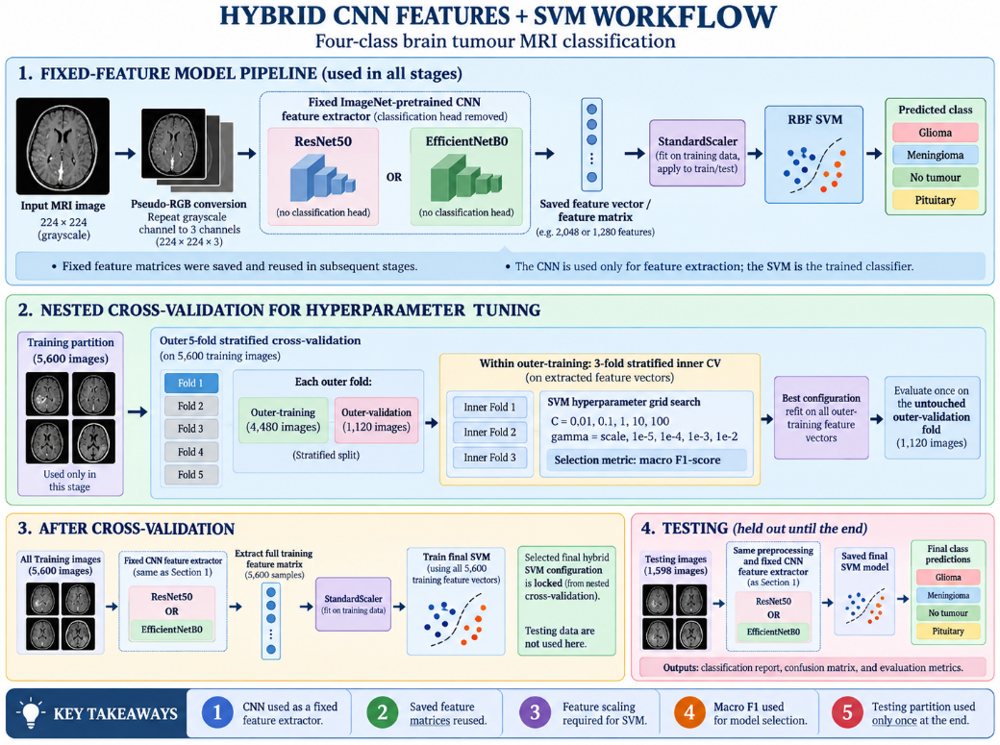 HYBRID CNN FEATURES + SVM WORKFLOW
Four-class brain tumour MRI classification
1. FIXED-FEATURE MODEL PIPELINE (used in all stages)
Input MRI image
224 × 224
(grayscale)
Pseudo-RGB conversion
Repeat grayscale
channel to 3 channels
(224 × 224 × 3)
Fixed ImageNet-pretrained CNN
feature extractor (classification head removed)
ResNet50
(no classification head)
OR
EfficientNetB0
(no classification head)
Saved feature vector /
feature matrix
(e.g. 2,048 or 1,280 features)
StandardScaler
(fit on training data,
apply to train/test)
RBF SVM
Predicted class
Glioma
Meningioma
No tumour
Pituitary
• Fixed feature matrices were saved and reused in subsequent stages.
• The CNN is used only for feature extraction; the SVM is the trained classifier.
2. NESTED CROSS-VALIDATION FOR HYPERPARAMETER TUNING
Training partition
(5,600 images)
Used only in
this stage
Outer 5-fold stratified cross-validation
(on 5,600 training images)
Fold 1
Fold 2
Fold 3
Fold 4
Fold 5
Each outer fold:
Outer-training
(4,480 images)
Outer-validation
(1,120 images)
(Stratified split)
Within outer-training: 3-fold stratified inner CV
(on extracted feature vectors)
Inner Fold 1
Inner Fold 2
Inner Fold 3
SVM hyperparameter grid search
C = 0,01, 0.1, 1, 10, 100
gamma = scale, 1e-5, 1e-4, 1e-3, 1e-2
Selection metric: macro F1-score
Best configuration
refit on all outer-
training feature
vectors
Evaluate once on
the untouched
outer-validation
fold
(1,120 images)
3. AFTER CROSS-VALIDATION
All Training images
(5,600 images)
Fixed CNN feature extractor
(same as Section 1)
ResNet50
OR
EfficientNetB0
Extract full training
feature matrix
(5,600 samples)
StandardScaler
(fit on training data)
Train final SVM
(using all 5,600
training feature vectors)
Selected final hybrid
SVM configuration
is locked (from nested
cross-validation).
Testing data are
not used here.
4. TESTING (held out until the end)
Testing images
(1,598 images)
Same preprocessing
and fixed CNN
feature extractor
(as Section 1)
ResNet50
OR
EfficientNetB0
Saved final
SVM model
Final class
predictions
Glioma
Meningioma
No tumour
Pituitary
Outputs: classification report, confusion matrix, and evaluation metrics.
KEY TAKEAWAYS
1
CNN used as a fixed
feature extractor.
2
Saved feature
matrices reused.
3
Feature scaling
required for SVM.
4
Macro F1 used
for model selection.
5
Testing partition used
only once at the end.